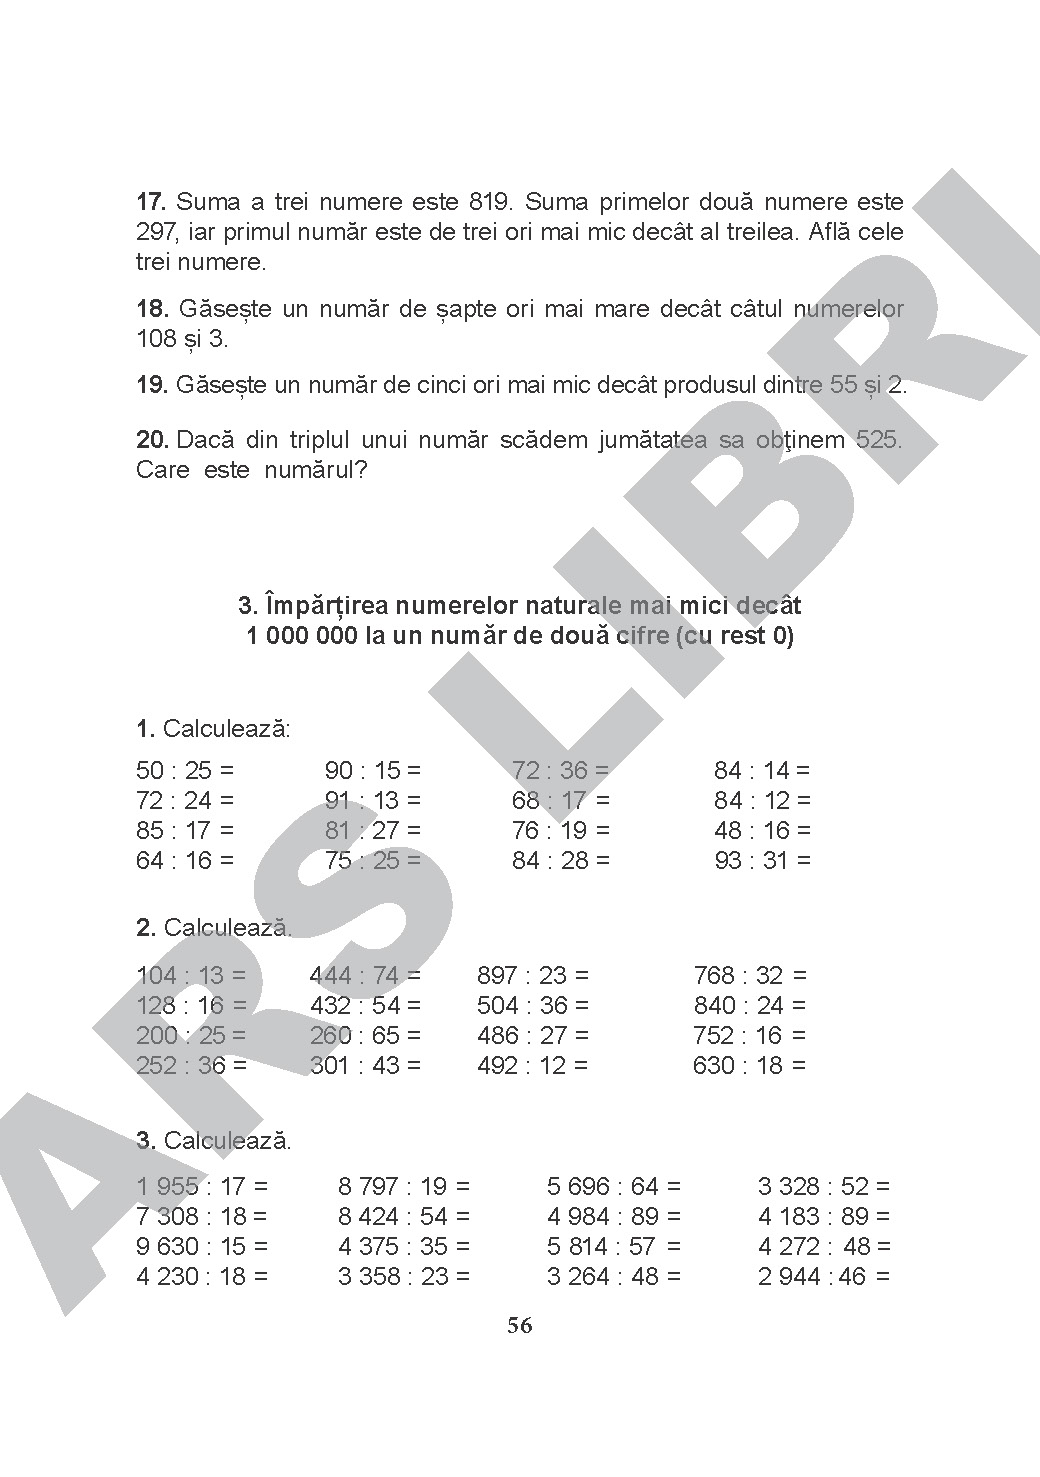 17. Suma a trei numere este 819. Suma primelor două numere este
297, iar primul număr este de trei ori mai mic decât al treilea. Află cele
trei numere.
18. Găsește un număr de șapte ori mai mare decât câtul numerelor
108 și 3.
19. Găsește un număr de cinci ori mai mic decât produsul dintre 55 și 2.
20. Dacă din triplul unui număr scădem jumătatea sa obţinem 525.
Care este numărul?
3. Împărțirea numerelor naturale mai mici decât
1 000 000 la un număr de două cifre (cu rest 0)
1. Calculează:
50 : 25 = 90 : 15 = 72 : 36 = 84 : 14 =
72 : 24 = 91 : 13 = 68 : 17 = 84 : 12 =
85 : 17 = 81 : 27 = 76 : 19 = 48 : 16 =
64 : 16 = 75 : 25 = 84 : 28 = 93 : 31 =
2. Calculează.
104 : 13 = 444 : 74 = 897 : 23 = 768 : 32 =
128 : 16 = 432 : 54 = 504 : 36 = 840 : 24 =
200 : 25 = 260 : 65 = 486 : 27 = 752 : 16 =
252 : 36 = 301 : 43 = 492 : 12 = 630 : 18 =
3. Calculează.
1 955 : 17 = 8 797 : 19 = 5 696 : 64 = 3 328 : 52 =
7 308 : 18 = 8 424 : 54 = 4 984 : 89 = 4 183 : 89 =
9 630 : 15 = 4 375 : 35 = 5 814 : 57 = 4 272 : 48 =
4 230 : 18 = 3 358 : 23 = 3 264 : 48 = 2 944 : 46 =
56
ARS LIBRI